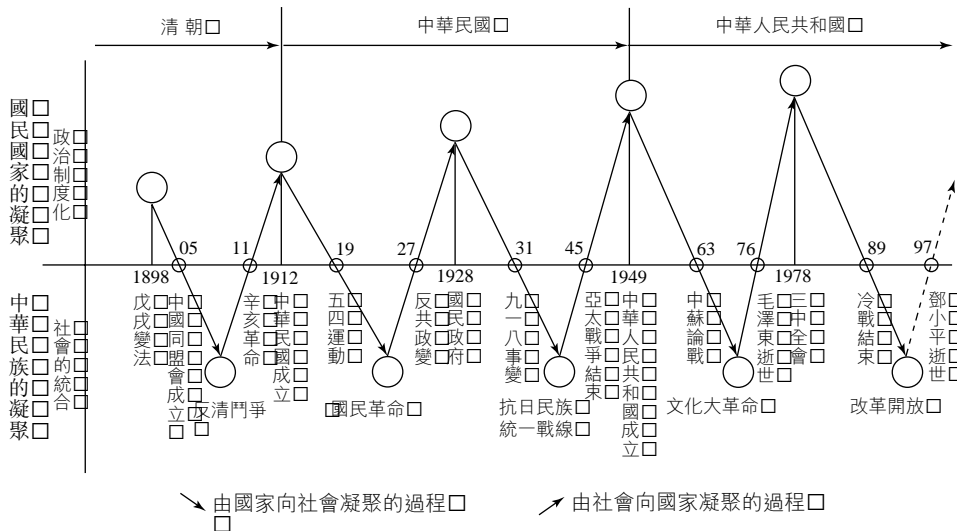 清 朝
中華民國
中華人民共和國
國民國家的凝聚
政治制度化
05
11
19
27
31
45
63
76
89
97
1898
1912
1928
1949
1978
中華民族的凝聚
社會的統合
戊戌變法
中國同盟會成立
辛亥革命
中華民國成立
五四運動
反共政變
國民政府
九一八事變
亞太戰爭結束
中華人民共和國成立
中蘇論戰
毛澤東逝世
三中全會
冷戰結束
鄧小平逝世
反清鬥爭
國民革命
抗日民族
統一戰線
文化大革命
改革開放
由國家向社會凝聚的過程
由社會向國家凝聚的過程